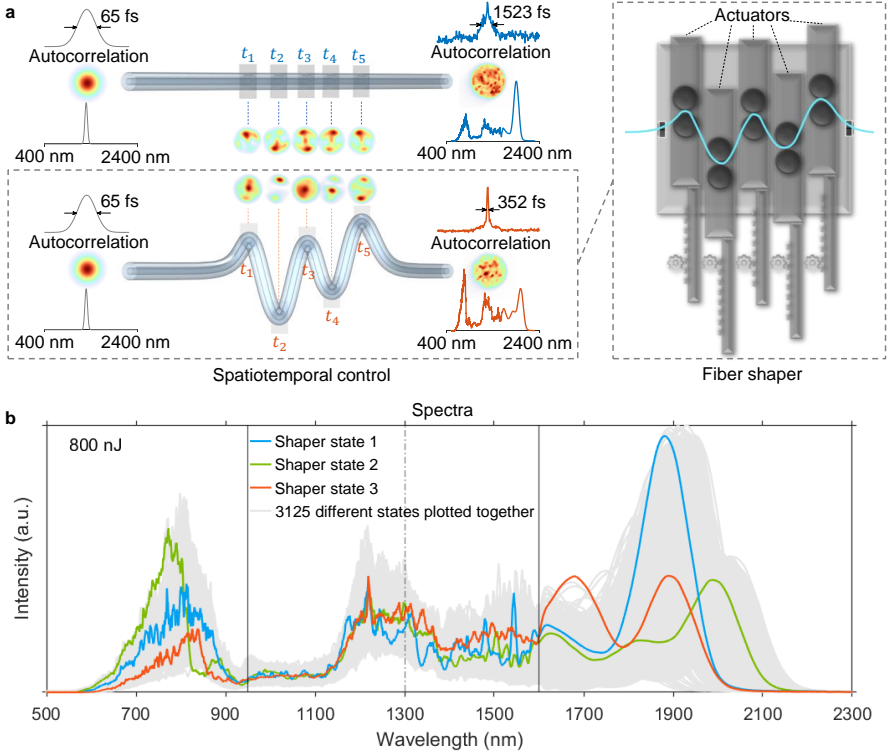 a
65 fs
Autocorrelation
400 nm 2400 nm
t1 t2 t3 t4 t5
1523 fs
Autocorrelation
400 nm 2400 nm
65 fs
Autocorrelation
400 nm 2400 nm
t1 t2 t3 t4 t5
352 fs
Autocorrelation
400 nm 2400 nm
Spatiotemporal control
Actuators
Fiber shaper
b
Spectra
800 nJ
Shaper state 1
Shaper state 2
Shaper state 3
3125 different states plotted together
Intensity (a.u.)
500 700 900 1100 1300 1500 1700 1900 2100 2300
Wavelength (nm)